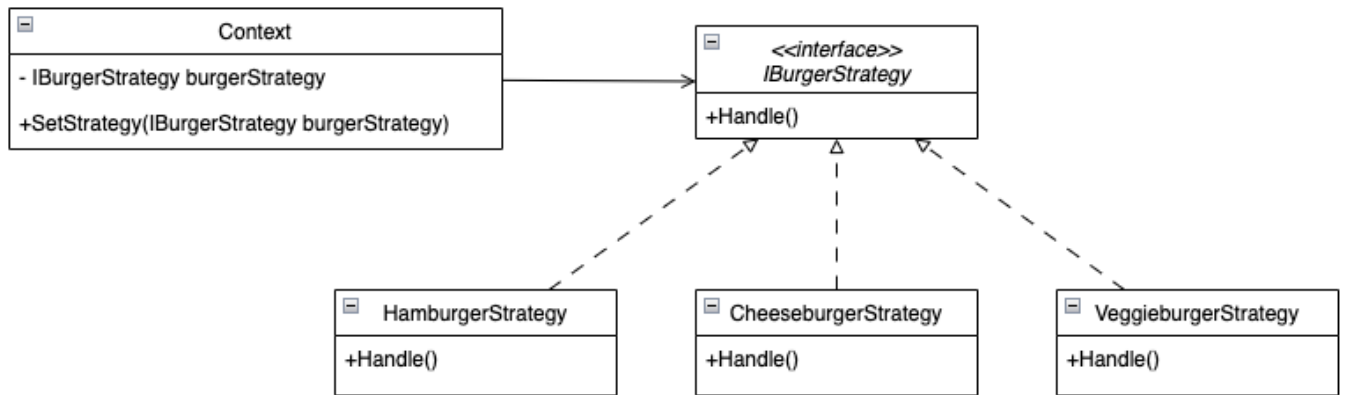 Context
- IBurgerStrategy burgerStrategy
+SetStrategy(IBurgerStrategy burgerStrategy)
<<interface>>
IBurgerStrategy
+Handle()
HamburgerStrategy
+Handle()
CheeseburgerStrategy
+Handle()
VeggieburgerStrategy
+Handle()